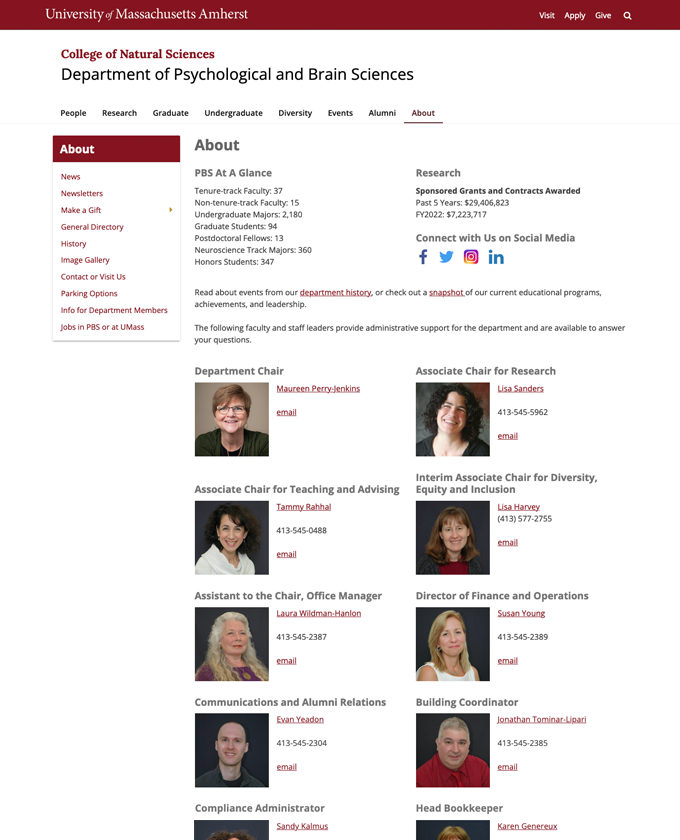 University of Massachusetts Amherst
Visit Apply Give
College of Natural Sciences
Department of Psychological and Brain Sciences
People Research Graduate Undergraduate Diversity Events Alumni About
About
News
Newsletters
Make a Gift
General Directory
History
Image Gallery
Contact or Visit Us
Parking Options
Info for Department Members
Jobs in PBS or at UMass
About
PBS At A Glance
Tenure-track Faculty: 37
Non-tenure-track Faculty: 15
Undergraduate Majors: 2,180
Graduate Students: 94
Postdoctoral Fellows: 13
Neuroscience Track Majors: 360
Honors Students: 347
Research
Sponsored Grants and Contracts Awarded
Past 5 Years: $29,406,823
FY2022: $7,223,717
Connect with Us on Social Media
Read about events from our department history, or check out a snapshot of our current educational programs,
achievements, and leadership.
The following faculty and staff leaders provide administrative support for the department and are available to answer
your questions.
Department Chair
Maureen Perry-Jenkins
email
Associate Chair for Research
Lisa Sanders
413-545-5962
email
Associate Chair for Teaching and Advising
Tammy Rahhal
413-545-0488
email
Interim Associate Chair for Diversity,
Equity and Inclusion
Lisa Harvey
(413) 577-2755
email
Assistant to the Chair, Office Manager
Laura Wildman-Hanlon
413-545-2387
email
Director of Finance and Operations
Susan Young
413-545-2389
email
Communications and Alumni Relations
Evan Yeadon
413-545-2304
email
Building Coordinator
Jonathan Tominar-Lipari
413-545-2385
email
Compliance Administrator
Sandy Kalmus
Head Bookkeeper
Karen Genereux